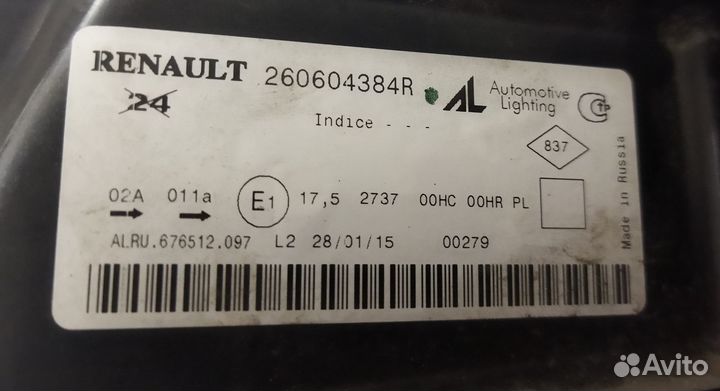 RENAULT 260604384R AL Automotive Lighting
24
Indice - - -
837
Made in Russia
02A 011a E1 17,5 2737 00HC 00HR PL
ALRU.676512.097 L2 28/01/15 00279
Avito